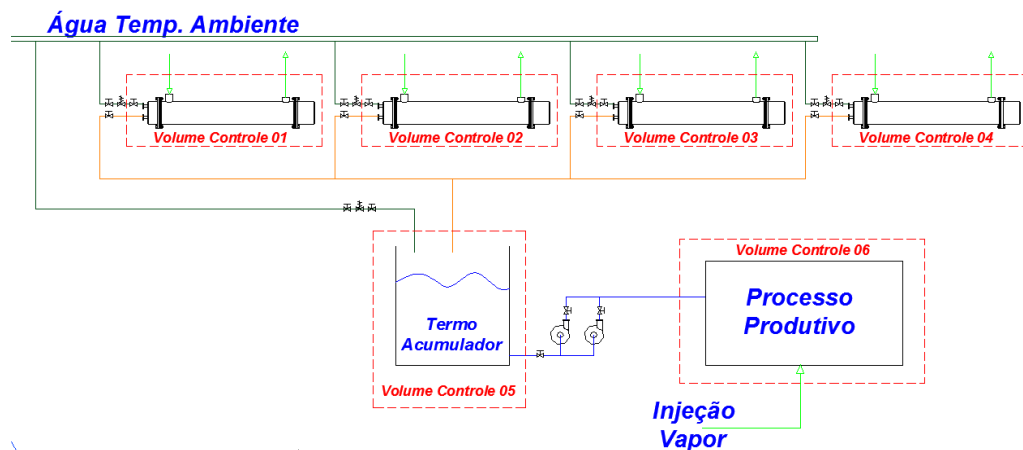 Água Temp. Ambiente
Volume Controle 01
Volume Controle 02
Volume Controle 03
Volume Controle 04
Volume Controle 06
Processo
Produtivo
Termo
Acumulador
Volume Controle 05
Injeção
Vapor